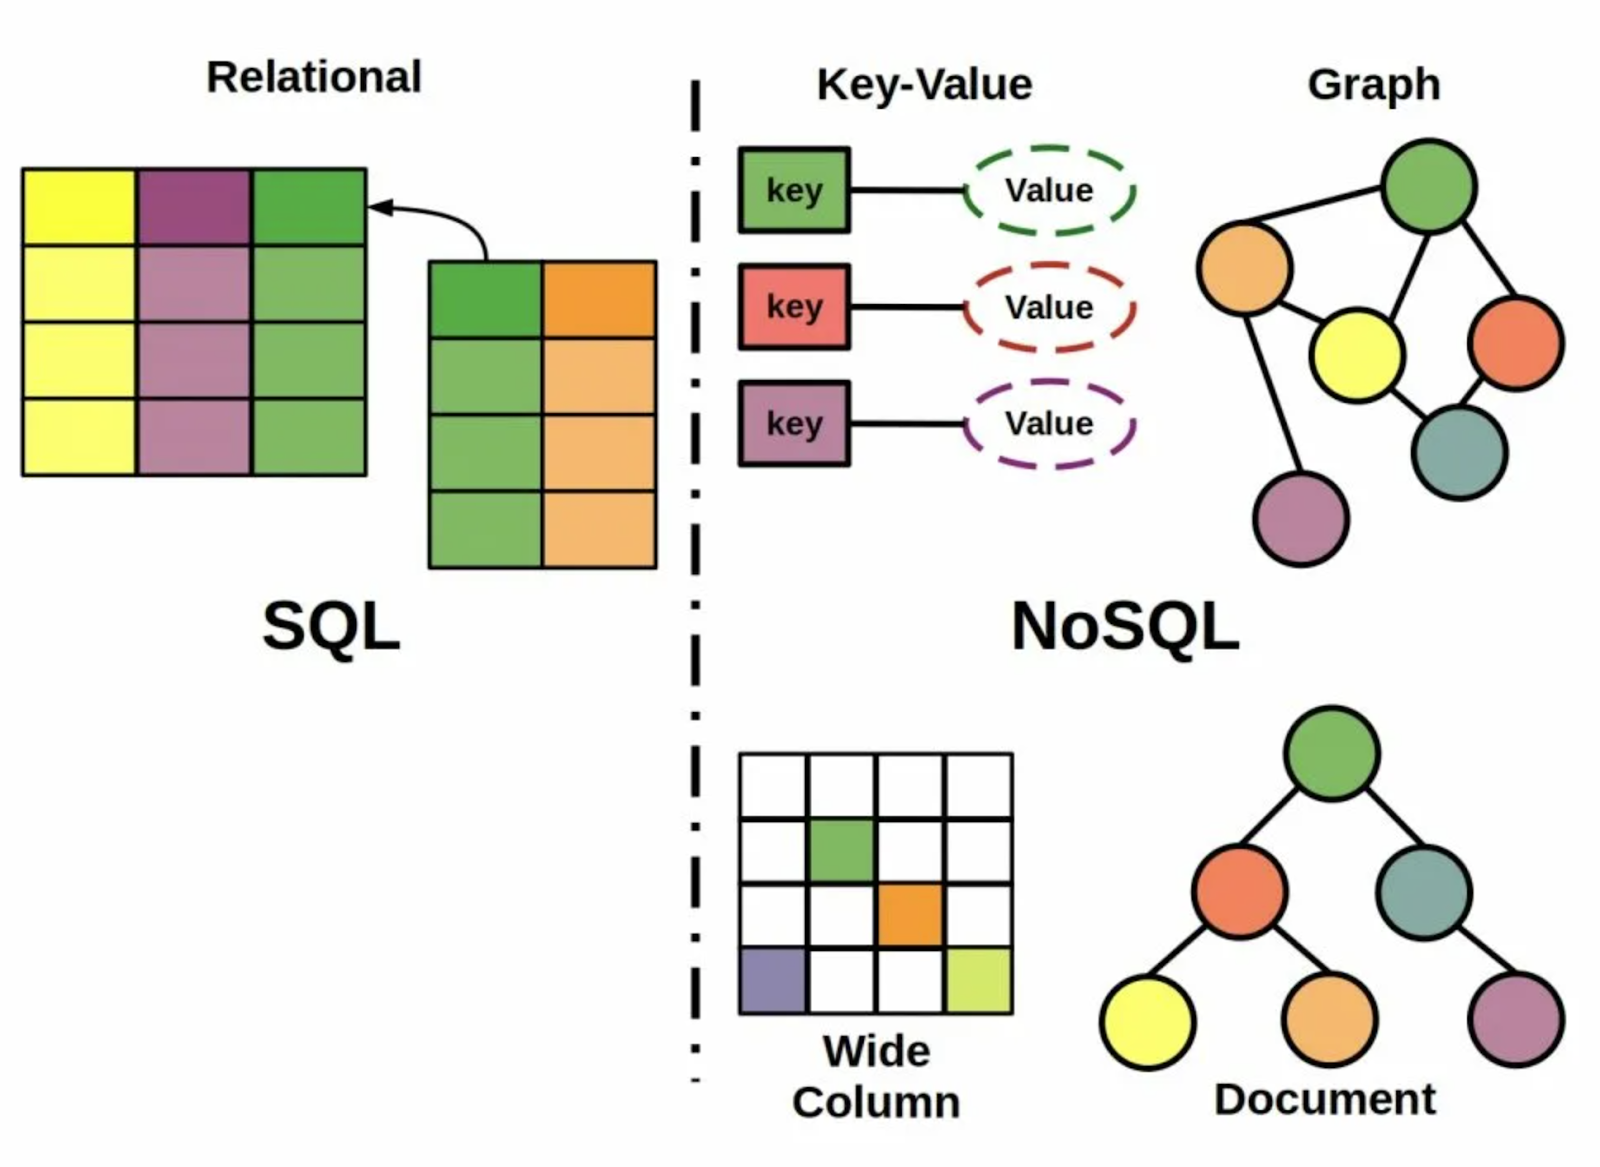 Relational
SQL
Key-Value
key
Value
key
Value
key
Value
Graph
NoSQL
Wide
Column
Document